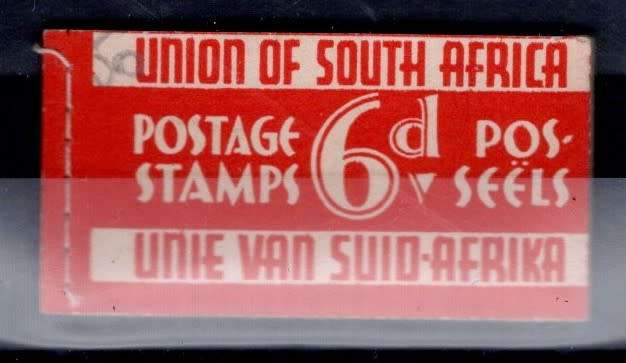 UNION OF SOUTH AFRICA
POSTAGE STAMPS
6d
POS-SEËLS
UNIE VAN SUID-AFRIKA